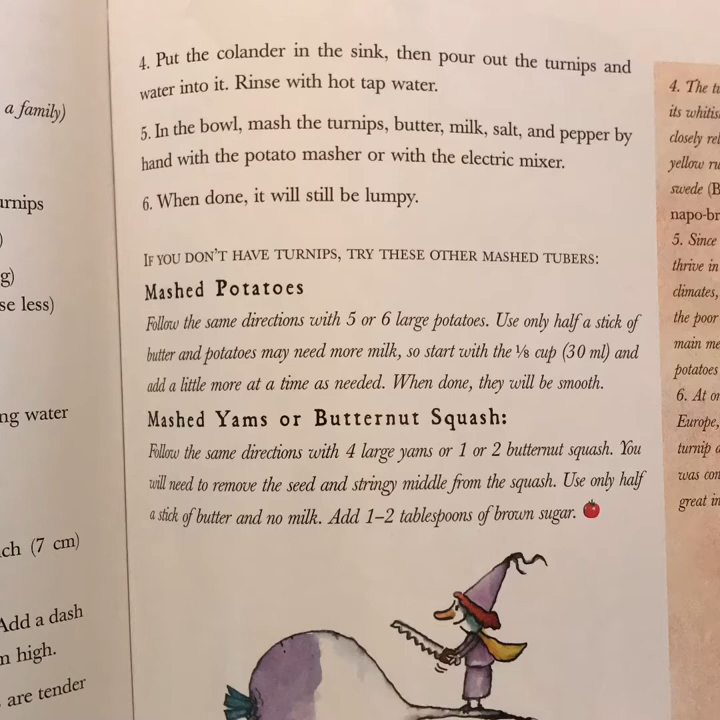 a family)
urnips
)
g)
se less)
ng water
ch (7 cm)
Add a dash
n high.
are tender
4. Put the colander in the sink, then pour out the turnips and
water into it. Rinse with hot tap water.
5. In the bowl, mash the turnips, butter, milk, salt, and pepper by
hand with the potato masher or with the electric mixer.
6. When done, it will still be lumpy.
IF YOU DON'T HAVE TURNIPS, TRY THESE OTHER MASHED TUBERS:
Mashed Potatoes
Follow the same directions with 5 or 6 large potatoes. Use only half a stick of
butter and potatoes may need more milk, so start with the ⅛ cup (30 ml) and
add a little more at a time as needed. When done, they will be smooth.
Mashed Yams or Butternut Squash:
Follow the same directions with 4 large yams or 1 or 2 butternut squash. You
will need to remove the seed and stringy middle from the squash. Use only half
a stick of butter and no milk. Add 1–2 tablespoons of brown sugar.
4. The tu
its whitis
closely rel
yellow ru
swede (B
napo-br
5. Since
thrive in
climates,
the poor
main me
potatoes
6. At on
Europe,
turnip a
was con
great in